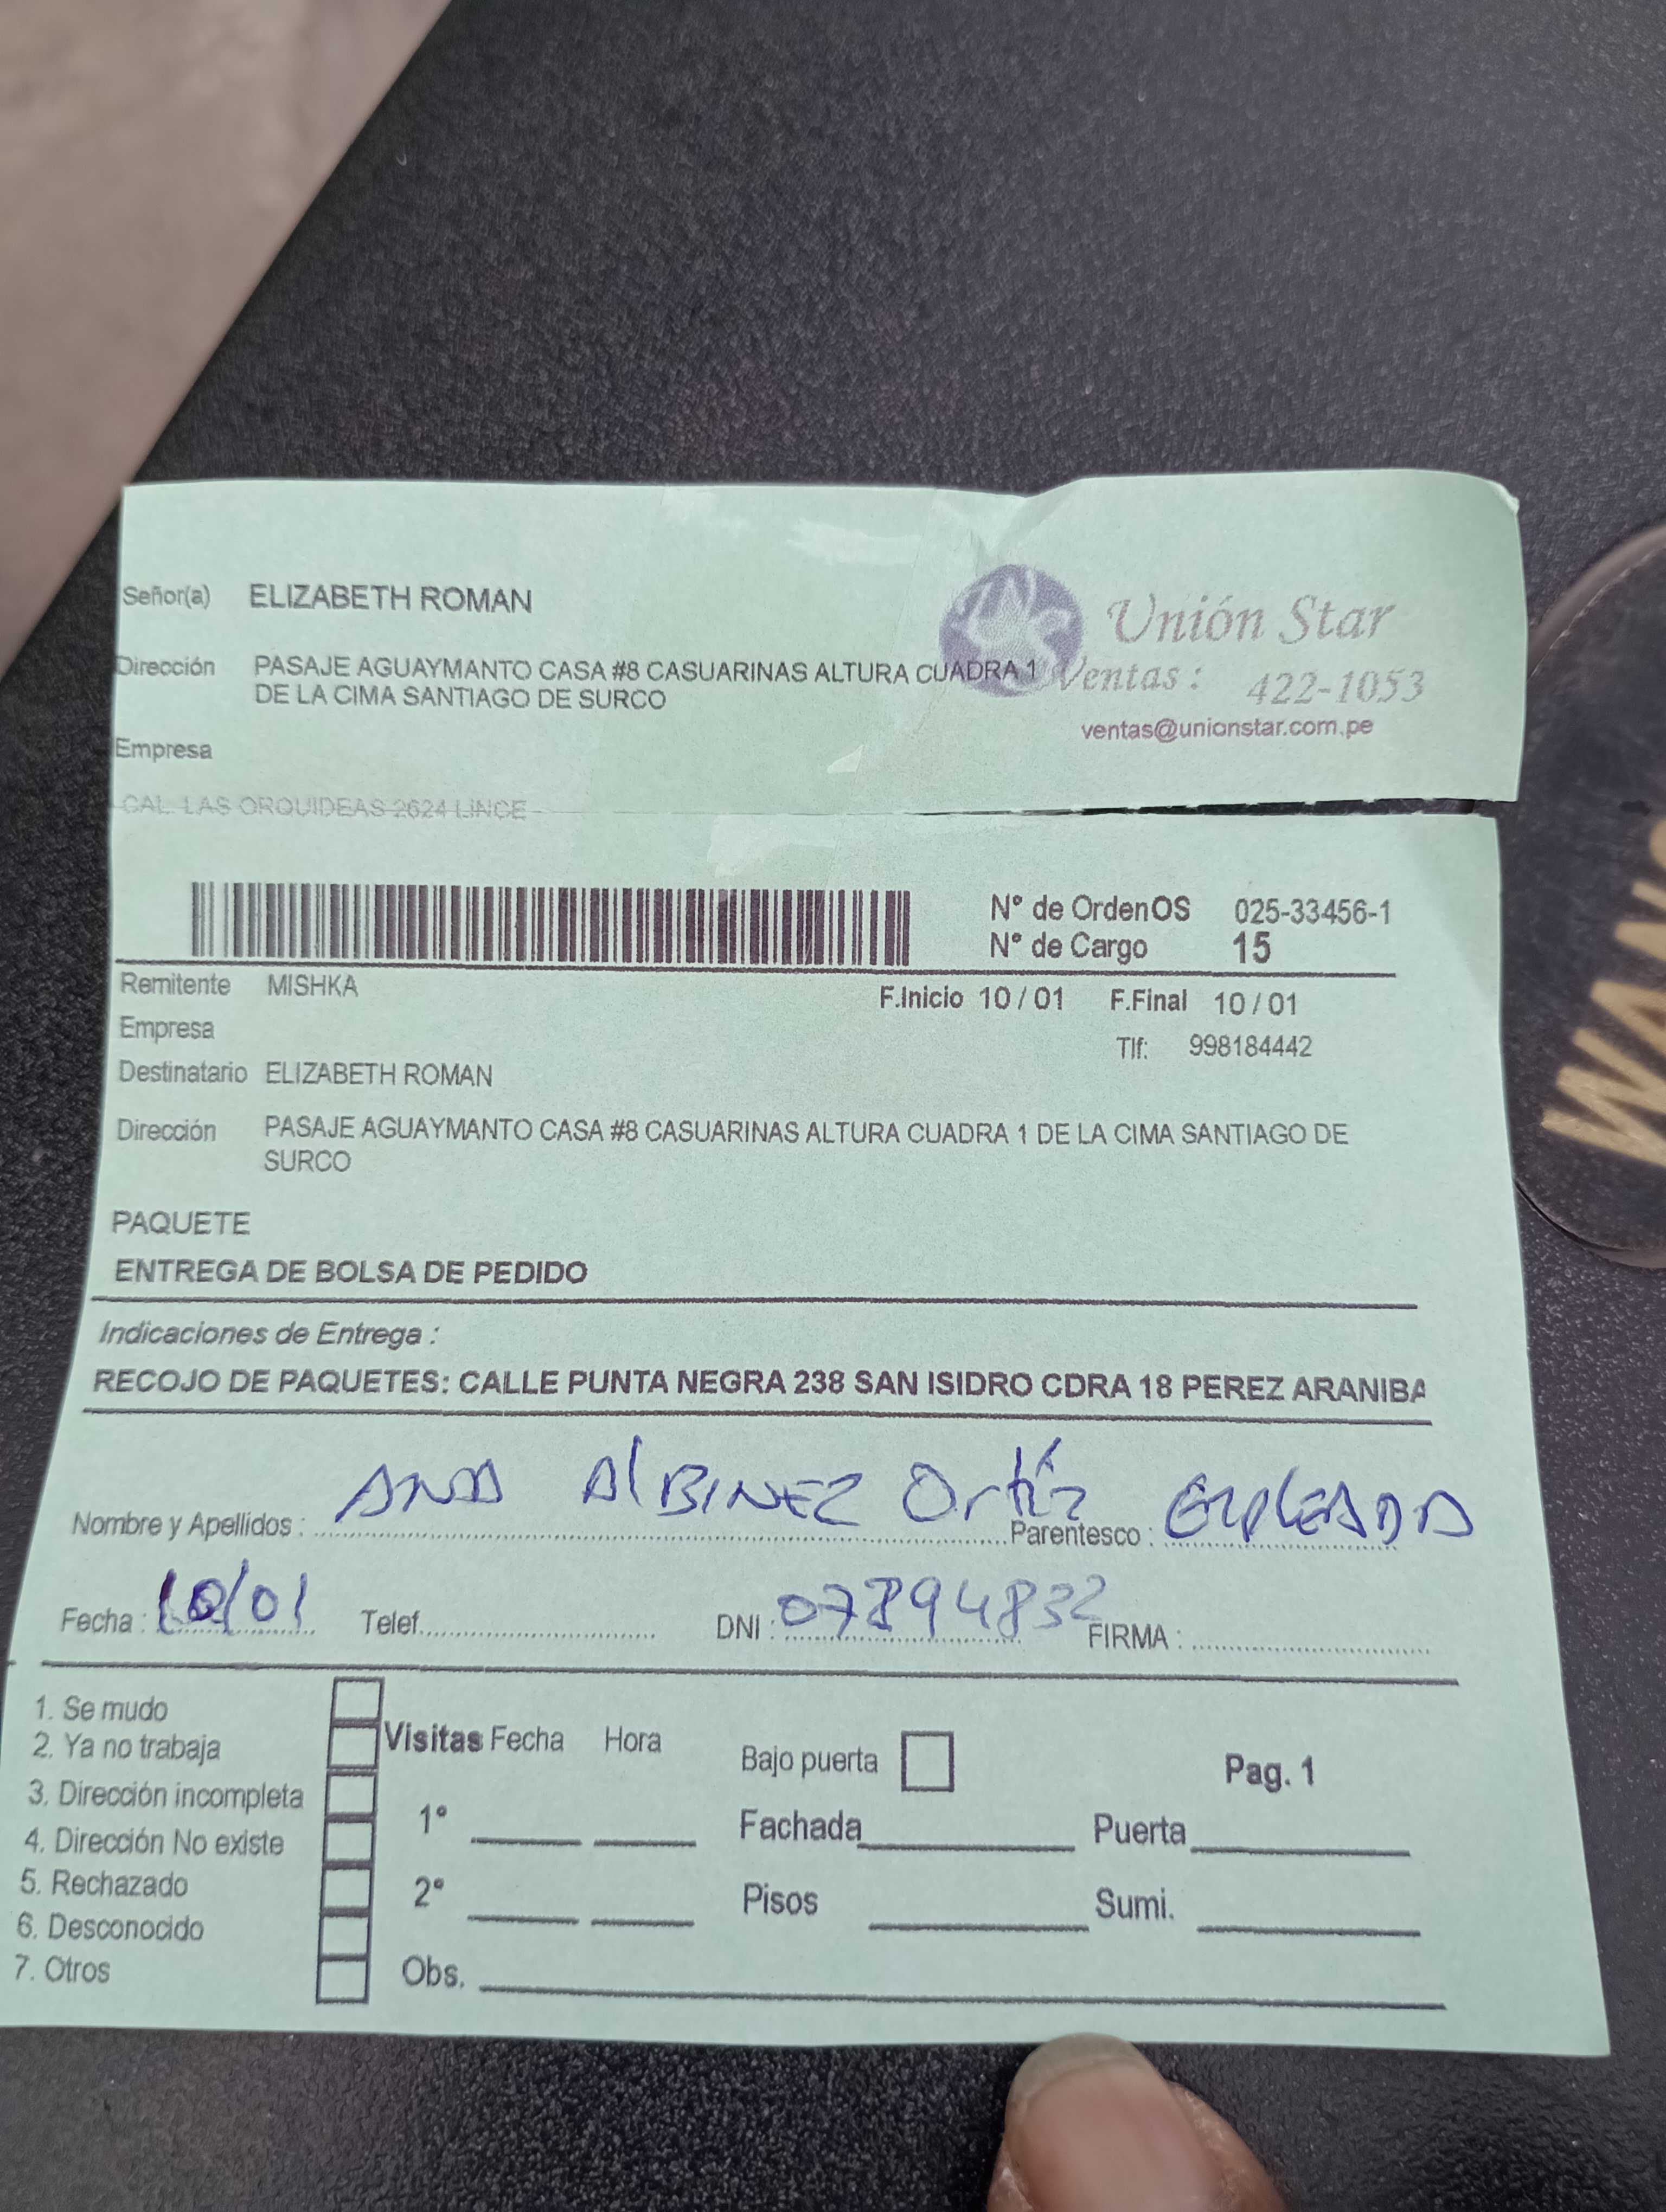 Señor(a) ELIZABETH ROMAN
Unión Star
Dirección PASAJE AGUAYMANTO CASA #8 CASUARINAS ALTURA CUADRA 1
DE LA CIMA SANTIAGO DE SURCO
Ventas : 422-1053
ventas@unionstar.com.pe
Empresa
CAL. LAS ORQUIDEAS 2624 LINCE
N° de OrdenOS 025-33456-1
N° de Cargo 15
Remitente MISHKA
F.Inicio 10 / 01 F.Final 10 / 01
Empresa
Tlf: 998184442
Destinatario ELIZABETH ROMAN
Dirección PASAJE AGUAYMANTO CASA #8 CASUARINAS ALTURA CUADRA 1 DE LA CIMA SANTIAGO DE
SURCO
PAQUETE
ENTREGA DE BOLSA DE PEDIDO
Indicaciones de Entrega :
RECOJO DE PAQUETES: CALLE PUNTA NEGRA 238 SAN ISIDRO CDRA 18 PEREZ ARANIBA
Nombre y Apellidos : ANA AlBINEZ Ortíz Parentesco : EMPLEADA
Fecha : 10/01 Telef. DNI : 07894832 FIRMA :
1. Se mudo
2. Ya no trabaja
3. Dirección incompleta
4. Dirección No existe
5. Rechazado
6. Desconocido
7. Otros
Visitas Fecha Hora
1°
2°
Obs.
Bajo puerta
Pag. 1
Fachada Puerta
Pisos Sumi.